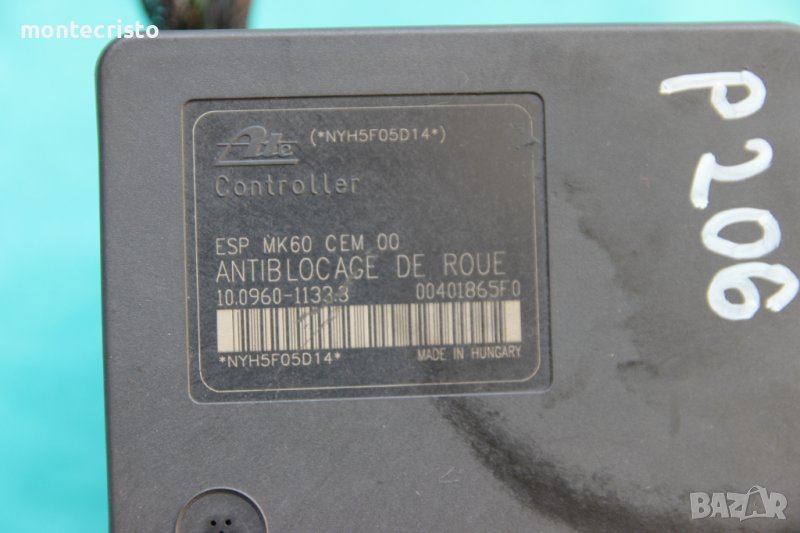 montecristo
Ate
(*NYH5F05D14*)
Controller
ESP MK60 CEM 00
ANTIBLOCAGE DE ROUE
10.0960-1133.3 00401865F0
*NYH5F05D14* MADE IN HUNGARY
P206
BAZAR